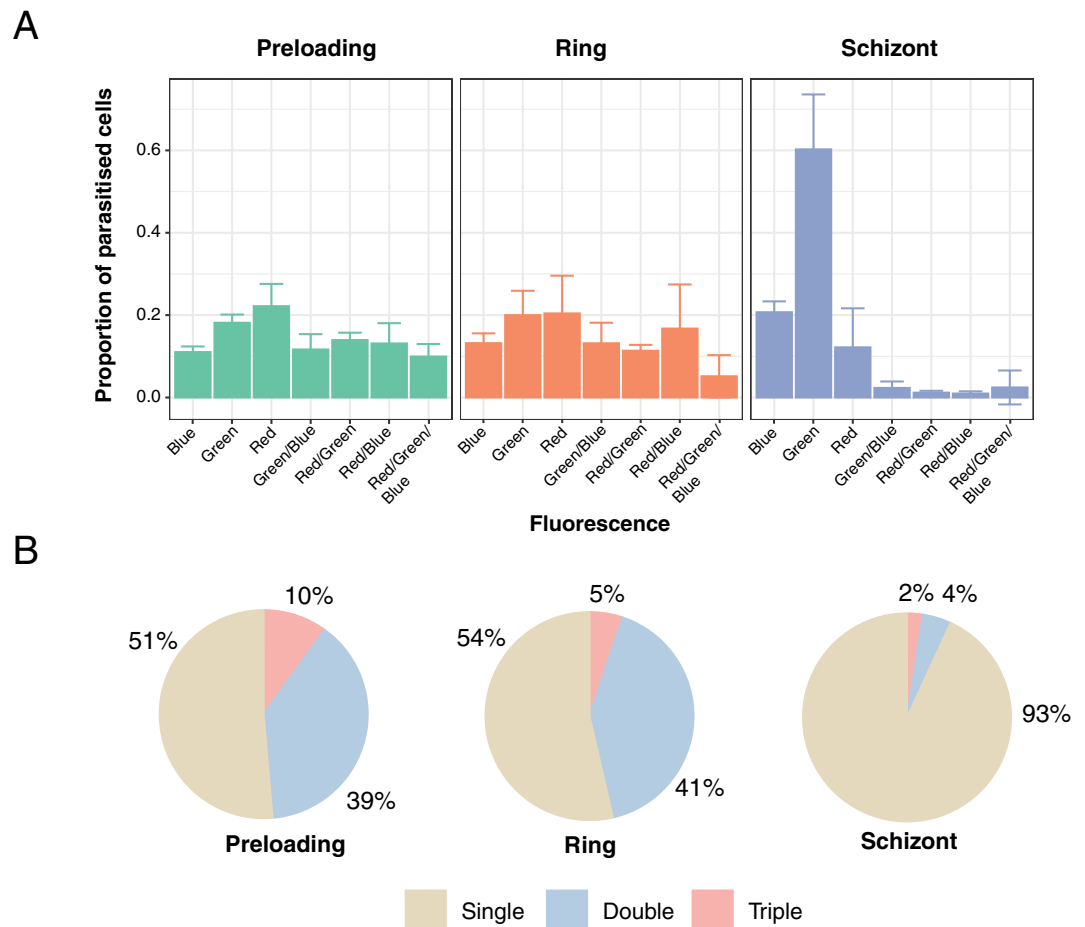 A
Preloading
Ring
Schizont
Proportion of parasitised cells
0.6
0.4
0.2
0.0
Blue
Green
Red
Green/Blue
Red/Green
Red/Blue
Red/Green/
Blue
Blue
Green
Red
Green/Blue
Red/Green
Red/Blue
Red/Green/
Blue
Blue
Green
Red
Green/Blue
Red/Green
Red/Blue
Red/Green/
Blue
Fluorescence
B
10%
51%
39%
Preloading
5%
54%
41%
Ring
2% 4%
93%
Schizont
Single
Double
Triple